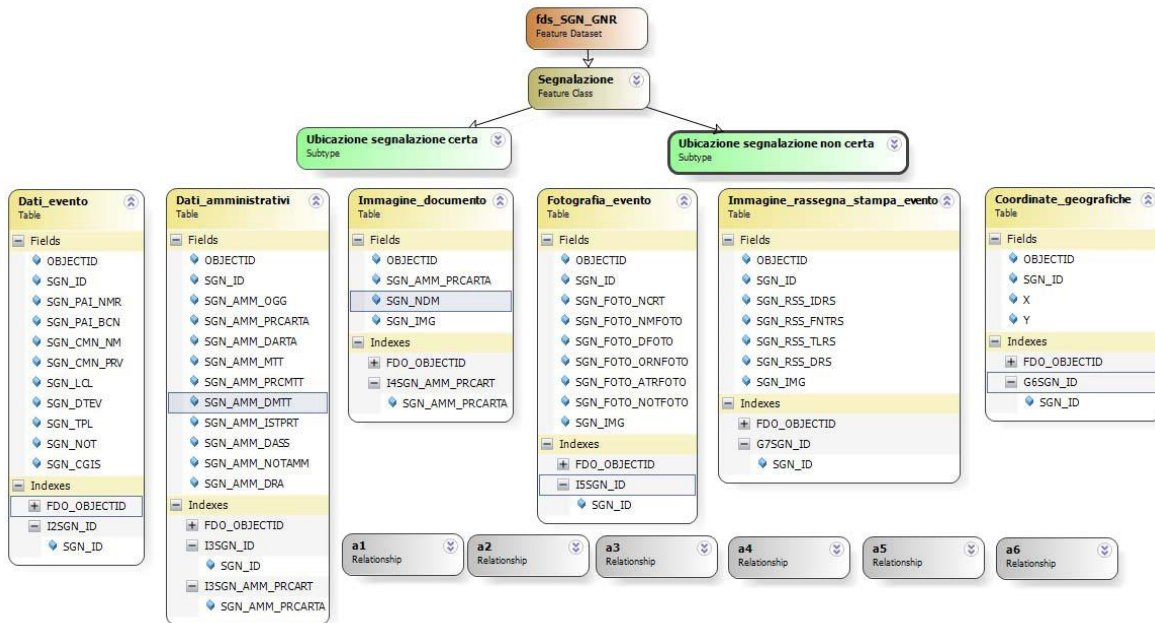 fds_SGN_GNR
Feature Dataset
Segnalazione
Feature Class
Ubicazione segnalazione certa
Subtype
Ubicazione segnalazione non certa
Subtype
Dati_evento
Table
Fields
OBJECTID
SGN_ID
SGN_PAI_NMR
SGN_PAI_BCN
SGN_CMN_NM
SGN_CMN_PRV
SGN_LCL
SGN_DTEV
SGN_TPL
SGN_NOT
SGN_CGIS
Indexes
FDO_OBJECTID
I2SGN_ID
SGN_ID
Dati_amministrativi
Table
Fields
OBJECTID
SGN_ID
SGN_AMM_OGG
SGN_AMM_PRCARTA
SGN_AMM_DARTA
SGN_AMM_MTT
SGN_AMM_PRCMTT
SGN_AMM_DMTT
SGN_AMM_ISTPRT
SGN_AMM_DASS
SGN_AMM_NOTAMM
SGN_AMM_DRA
Indexes
FDO_OBJECTID
I3SGN_ID
SGN_ID
I3SGN_AMM_PRCART
SGN_AMM_PRCARTA
Immagine_documento
Table
Fields
OBJECTID
SGN_AMM_PRCARTA
SGN_NDM
SGN_IMG
Indexes
FDO_OBJECTID
I4SGN_AMM_PRCART
SGN_AMM_PRCARTA
Fotografia_evento
Table
Fields
OBJECTID
SGN_ID
SGN_FOTO_NCRT
SGN_FOTO_NMFOTO
SGN_FOTO_DFOTO
SGN_FOTO_ORNFOTO
SGN_FOTO_ATRFOTO
SGN_FOTO_NOTFOTO
SGN_IMG
Indexes
FDO_OBJECTID
I5SGN_ID
SGN_ID
Immagine_rassegna_stampa_evento
Table
Fields
OBJECTID
SGN_ID
SGN_RSS_IDRS
SGN_RSS_FNTRS
SGN_RSS_TLRS
SGN_RSS_DRS
SGN_IMG
Indexes
FDO_OBJECTID
G7SGN_ID
SGN_ID
Coordinate_geografiche
Table
Fields
OBJECTID
SGN_ID
X
Y
Indexes
FDO_OBJECTID
G6SGN_ID
SGN_ID
a1
Relationship
a2
Relationship
a3
Relationship
a4
Relationship
a5
Relationship
a6
Relationship